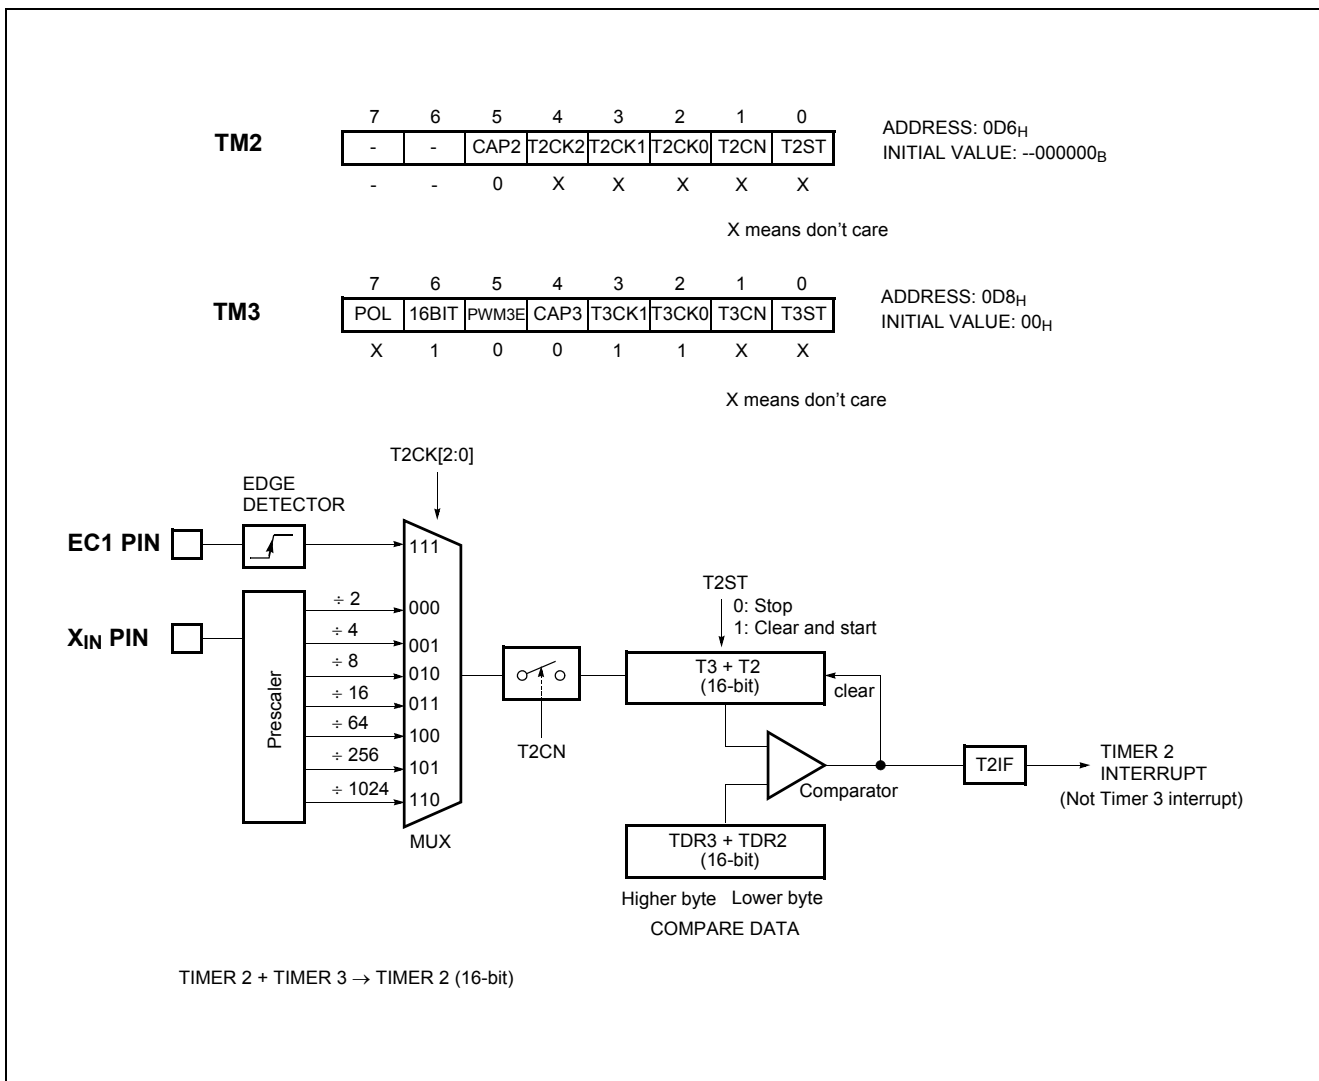 7 6 5 4 3 2 1 0
TM2 - - CAP2 T2CK2 T2CK1 T2CK0 T2CN T2ST
ADDRESS: 0D6H
INITIAL VALUE: --000000B
- - 0 X X X X X
X means don't care
7 6 5 4 3 2 1 0
TM3 POL 16BIT PWM3E CAP3 T3CK1 T3CK0 T3CN T3ST
ADDRESS: 0D8H
INITIAL VALUE: 00H
X 1 0 0 1 1 X X
X means don't care
T2CK[2:0]
EDGE
DETECTOR
EC1 PIN
111
XIN PIN
Prescaler
÷ 2
000
÷ 4
001
÷ 8
010
÷ 16
011
÷ 64
100
÷ 256
101
÷ 1024
110
MUX
T2CN
T2ST
0: Stop
1: Clear and start
T3 + T2
(16-bit)
clear
Comparator
T2IF
TIMER 2
INTERRUPT
(Not Timer 3 interrupt)
TDR3 + TDR2
(16-bit)
Higher byte Lower byte
COMPARE DATA
TIMER 2 + TIMER 3 → TIMER 2 (16-bit)